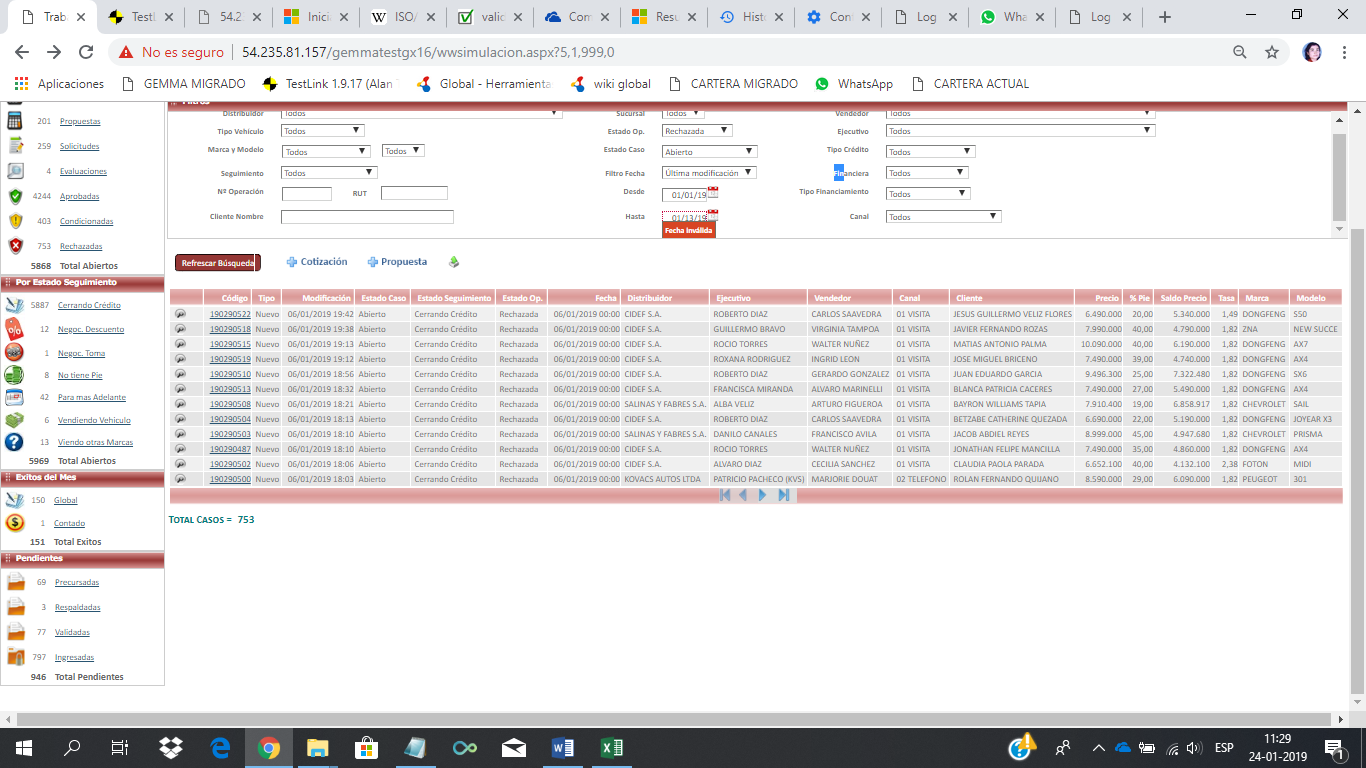 Trab
TestL
54.2
Inici
ISO/
valid
Com
Resu
Hist
Con
Log
Wha
Log
No es seguro | 54.235.81.157/gemmatestgx16/wwsimulacion.aspx?5,1,999,0
Aplicaciones GEMMA MIGRADO TestLink 1.9.17 (Alan Global - Herramienta wiki global CARTERA MIGRADO WhatsApp CARTERA ACTUAL
201 Propuestas
259 Solicitudes
4 Evaluaciones
4244 Aprobadas
403 Condicionadas
753 Rechazadas
5868 Total Abiertos
Por Estado Seguimiento
5887 Cerrando Crédito
12 Negoc. Descuento
1 Negoc. Toma
8 No tiene Pie
42 Para mas Adelante
6 Vendiendo Vehiculo
13 Viendo otras Marcas
5969 Total Abiertos
Exitos del Mes
150 Global
1 Contado
151 Total Exitos
Pendientes
69 Precursadas
3 Respaldadas
77 Validadas
797 Ingresadas
946 Total Pendientes
Filtros
Distribuidor Todos Sucursal Todos Vendedor Todos
Tipo Vehículo Todos Estado Op. Rechazada Ejecutivo Todos
Marca y Modelo Todos Todos Estado Caso Abierto Tipo Crédito Todos
Seguimiento Todos Filtro Fecha Última modificación Financiera Todos
Nº Operación RUT Desde 01/01/19 Tipo Financiamiento Todos
Cliente Nombre Hasta 01/13/19 Canal Todos
Fecha Inválida
Refrescar Búsqueda Cotización Propuesta
Código Tipo Modificación Estado Caso Estado Seguimiento Estado Op. Fecha Distribuidor Ejecutivo Vendedor Canal Cliente Precio % Pie Saldo Precio Tasa Marca Modelo
190290522 Nuevo 06/01/2019 19:42 Abierto Cerrando Crédito Rechazada 06/01/2019 00:00 CIDEF S.A. ROBERTO DIAZ CARLOS SAAVEDRA 01 VISITA JESUS GUILLERMO VELIZ FLORES 6.490.000 20,00 5.340.000 1,49 DONGFENG S50
190290518 Nuevo 06/01/2019 19:38 Abierto Cerrando Crédito Rechazada 06/01/2019 00:00 CIDEF S.A. GUILLERMO BRAVO VIRGINIA TAMPOA 01 VISITA JAVIER FERNANDO ROZAS 7.990.000 40,00 4.790.000 1,82 ZNA NEW SUCCE
190290515 Nuevo 06/01/2019 19:13 Abierto Cerrando Crédito Rechazada 06/01/2019 00:00 CIDEF S.A. ROCIO TORRES WALTER NUÑEZ 01 VISITA MATIAS ANTONIO PALMA 10.090.000 40,00 6.190.000 1,82 DONGFENG AX7
190290519 Nuevo 06/01/2019 19:12 Abierto Cerrando Crédito Rechazada 06/01/2019 00:00 CIDEF S.A. ROXANA RODRIGUEZ INGRID LEON 01 VISITA JOSE MIGUEL BRICENO 7.490.000 39,00 4.740.000 1,82 DONGFENG AX4
190290510 Nuevo 06/01/2019 18:56 Abierto Cerrando Crédito Rechazada 06/01/2019 00:00 CIDEF S.A. ROBERTO DIAZ GERARDO GONZALEZ 01 VISITA JUAN EDUARDO GARCIA 9.496.300 25,00 7.322.480 1,82 DONGFENG SX6
190290513 Nuevo 06/01/2019 18:32 Abierto Cerrando Crédito Rechazada 06/01/2019 00:00 CIDEF S.A. FRANCISCA MIRANDA ALVARO MARINELLI 01 VISITA BLANCA PATRICIA CACERES 7.490.000 27,00 5.490.000 1,82 DONGFENG AX4
190290508 Nuevo 06/01/2019 18:21 Abierto Cerrando Crédito Rechazada 06/01/2019 00:00 SALINAS Y FABRES S.A. ALBA VELIZ ARTURO FIGUEROA 01 VISITA BAYRON WILLIAMS TAPIA 7.910.400 19,00 6.858.917 1,82 CHEVROLET SAIL
190290504 Nuevo 06/01/2019 18:13 Abierto Cerrando Crédito Rechazada 06/01/2019 00:00 CIDEF S.A. ROBERTO DIAZ CARLOS SAAVEDRA 01 VISITA BETZABE CATHERINE QUEZADA 6.690.000 22,00 5.190.000 1,82 DONGFENG JOYEAR X3
190290503 Nuevo 06/01/2019 18:10 Abierto Cerrando Crédito Rechazada 06/01/2019 00:00 SALINAS Y FABRES S.A. DANILO CANALES FRANCISCO AVILA 01 VISITA JACOB ABDIEL REYES 8.999.000 45,00 4.947.680 1,82 CHEVROLET PRISMA
190290487 Nuevo 06/01/2019 18:10 Abierto Cerrando Crédito Rechazada 06/01/2019 00:00 CIDEF S.A. ROCIO TORRES WALTER NUÑEZ 01 VISITA JONATHAN FELIPE MANCILLA 7.490.000 35,00 4.860.000 1,82 DONGFENG AX4
190290502 Nuevo 06/01/2019 18:06 Abierto Cerrando Crédito Rechazada 06/01/2019 00:00 CIDEF S.A. ALVARO DIAZ CECILIA SANCHEZ 01 VISITA CLAUDIA PAOLA PARADA 6.652.100 40,00 4.132.100 2,38 FOTON MIDI
190290500 Nuevo 06/01/2019 18:03 Abierto Cerrando Crédito Rechazada 06/01/2019 00:00 KOVACS AUTOS LTDA PATRICIO PACHECO (KVS) MARJORIE DOUAT 02 TELEFONO ROLAN FERNANDO QUIJANO 8.590.000 29,00 6.090.000 1,82 PEUGEOT 301
TOTAL CASOS = 753
ESP
11:29
24-01-2019
1